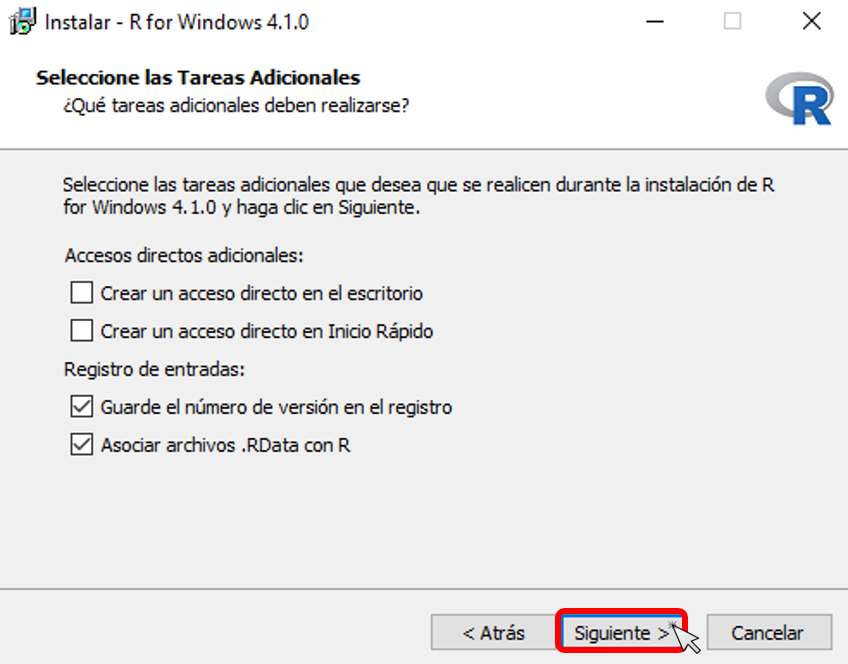 Instalar - R for Windows 4.1.0
Seleccione las Tareas Adicionales
¿Qué tareas adicionales deben realizarse?
R
Seleccione las tareas adicionales que desea que se realicen durante la instalación de R
for Windows 4.1.0 y haga clic en Siguiente.
Accesos directos adicionales:
Crear un acceso directo en el escritorio
Crear un acceso directo en Inicio Rápido
Registro de entradas:
Guarde el número de versión en el registro
Asociar archivos .RData con R
< Atrás Siguiente > Cancelar